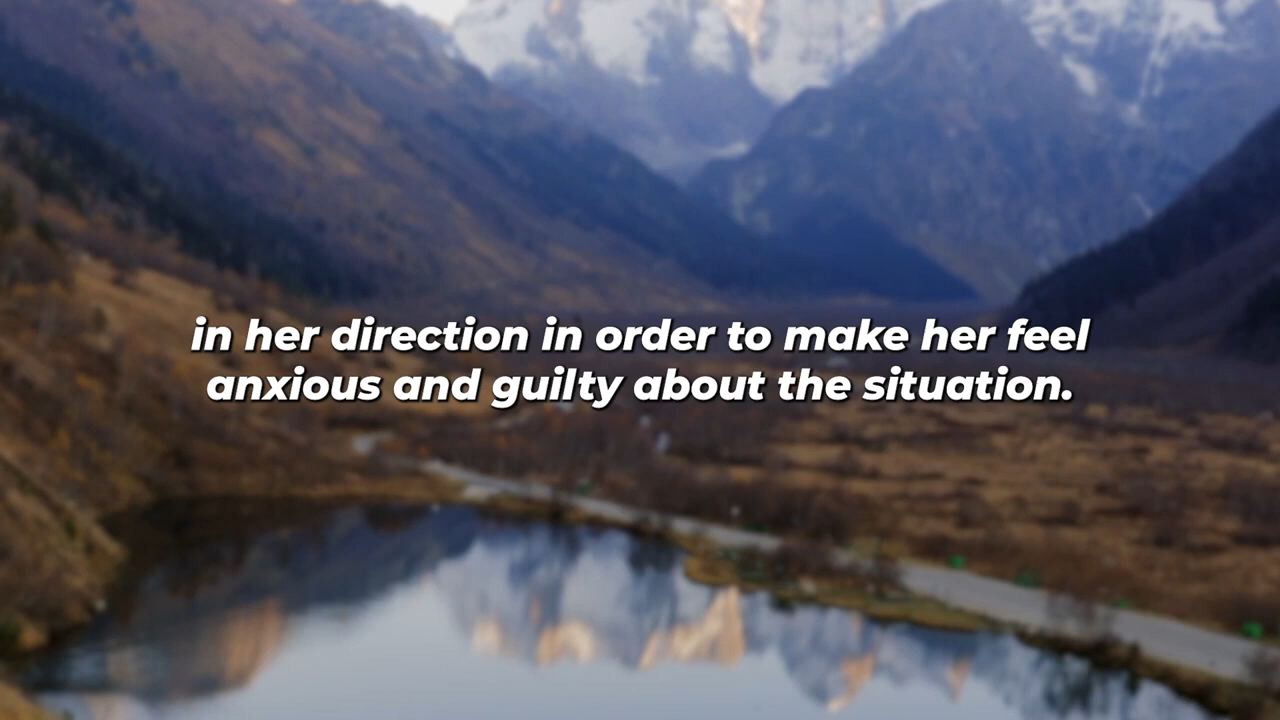 in her direction in order to make her feel
anxious and guilty about the situation.